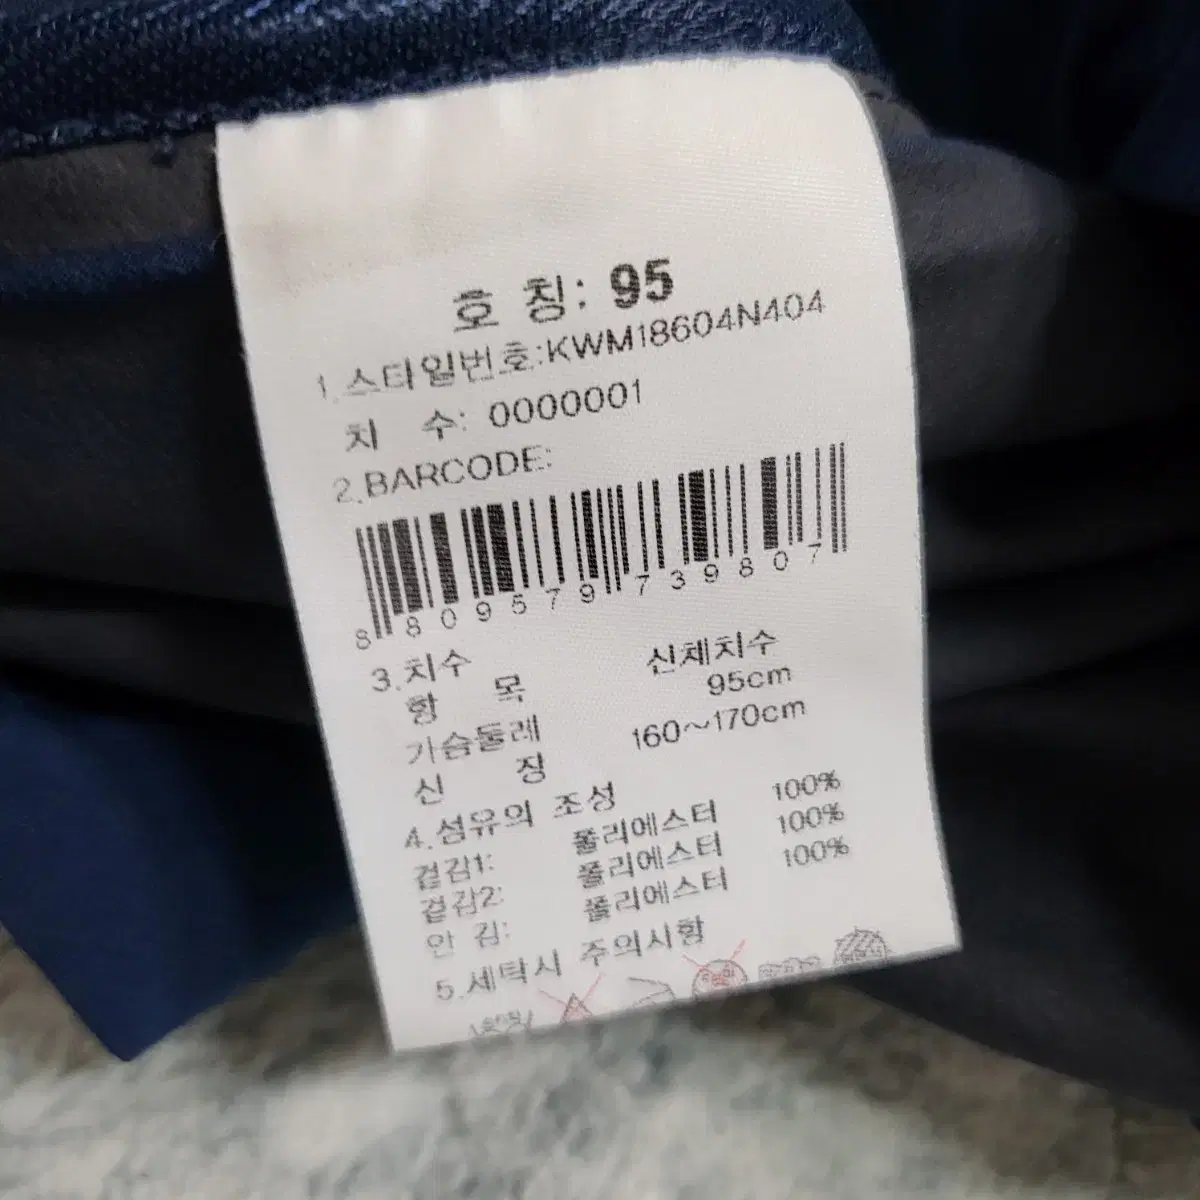 호 칭: 95
1.스타일번호:KWM18604N404
치 수: 0000001
2.BARCODE:
8 809579 739807
3.치수
항 목 신체치수
가슴둘레 95cm
신 장 160~170cm
4.섬유의 조성
겉감1: 폴리에스터 100%
겉감2: 폴리에스터 100%
안 감: 폴리에스터 100%
5.세탁시 주의사항